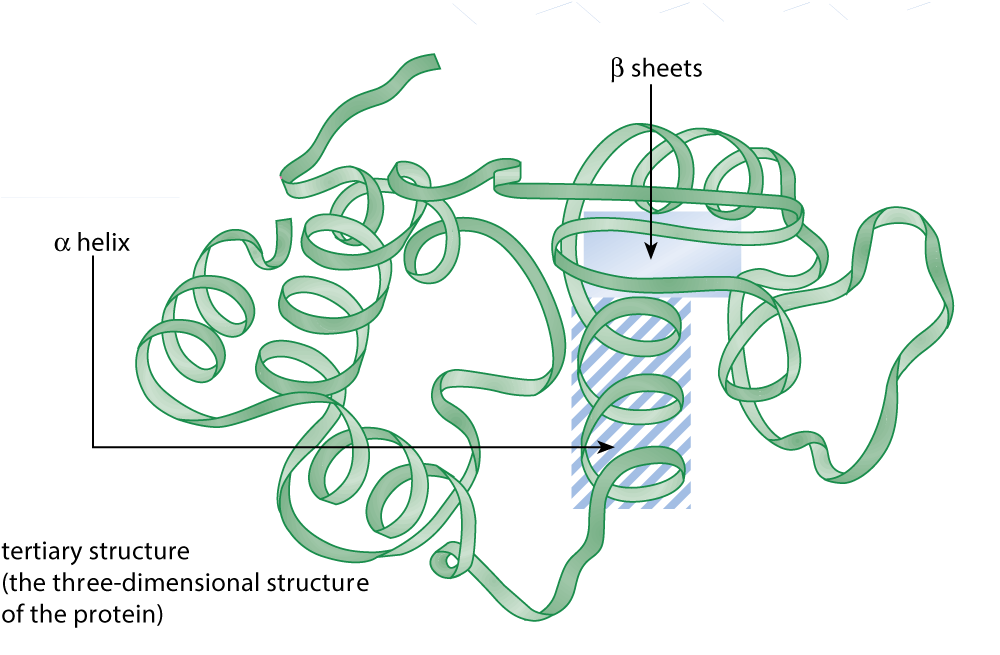 β sheets
α helix
tertiary structure
(the three-dimensional structure
of the protein)